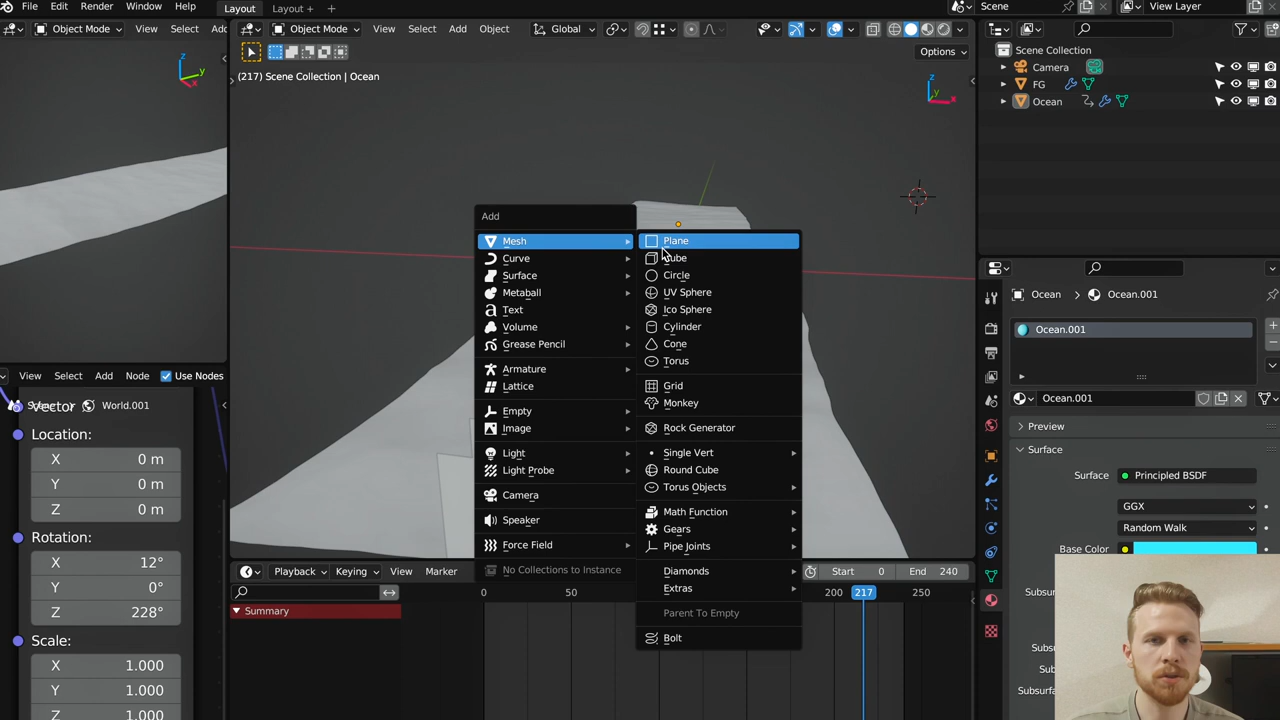 File Edit Render Window Help Layout Layout + Scene View Layer
Object Mode View Select Add Object Mode View Select Add Object Global
Options
(217) Scene Collection | Ocean
z y x
z x
Scene Collection
Camera
FG
Ocean
Add
Mesh
Curve
Surface
Metaball
Text
Volume
Grease Pencil
Armature
Lattice
Empty
Image
Light
Light Probe
Camera
Speaker
Force Field
No Collections to Instance
Plane
Cube
Circle
UV Sphere
Ico Sphere
Cylinder
Cone
Torus
Grid
Monkey
Rock Generator
Single Vert
Round Cube
Torus Objects
Math Function
Gears
Pipe Joints
Diamonds
Extras
Parent To Empty
Bolt
View Select Add Node Use Nodes
World.001
Vector
Location:
X 0 m
Y 0 m
Z 0 m
Rotation:
X 12°
Y 0°
Z 228°
Scale:
X 1.000
Y 1.000
1.000
Playback Keying View Marker Start 0 End 240
0 50 200 217 250
Summary
Ocean > Ocean.001
Ocean.001
Ocean.001
Preview
Surface
Surface Principled BSDF
GGX
Random Walk
Base Color